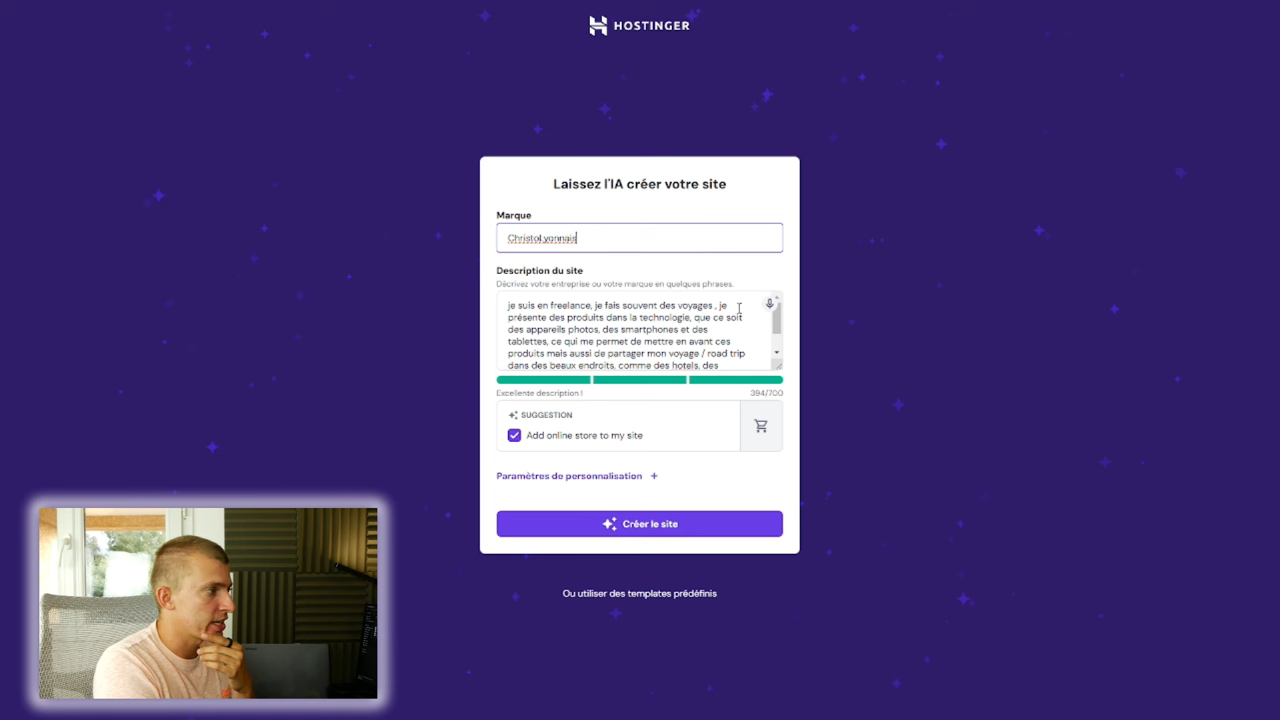 HOSTINGER
Laissez l'IA créer votre site
Marque
ChristoLyonnais
Description du site
Décrivez votre entreprise ou votre marque en quelques phrases.
je suis en freelance, je fais souvent des voyages , je
présente des produits dans la technologie, que ce soit
des appareils photos, des smartphones et des
tablettes, ce qui me permet de mettre en avant ces
produits mais aussi de partager mon voyage / road trip
dans des beaux endroits, comme des hotels, des
Excellente description !
394/700
SUGGESTION
Add online store to my site
Paramètres de personnalisation +
Créer le site
Ou utiliser des templates prédéfinis